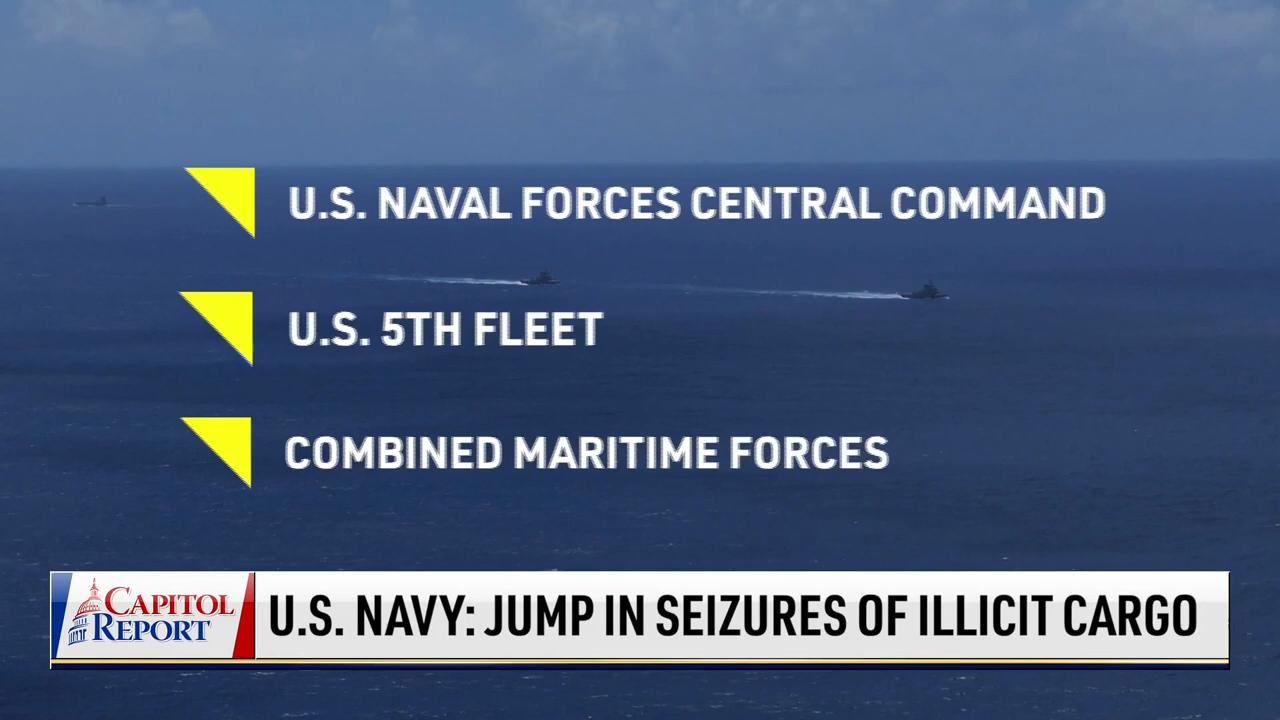 U.S. NAVAL FORCES CENTRAL COMMAND
U.S. 5TH FLEET
COMBINED MARITIME FORCES
CAPITOL
REPORT
U.S. NAVY: JUMP IN SEIZURES OF ILLICIT CARGO